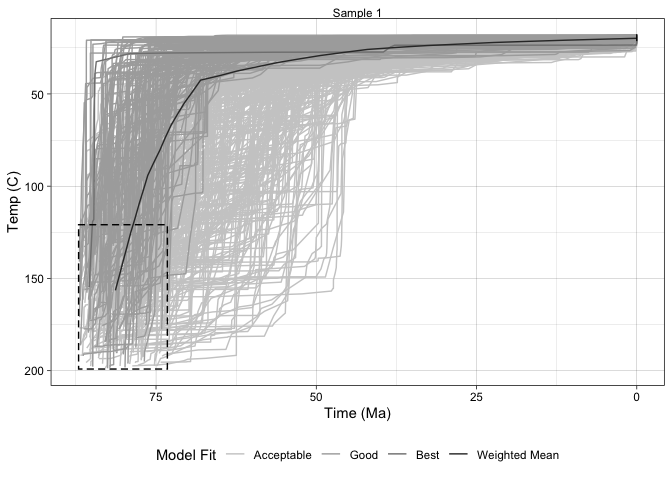 Sample 1
Temp (C)
50
100
150
200
75
50
25
0
Time (Ma)
Model Fit
Acceptable
Good
Best
Weighted Mean